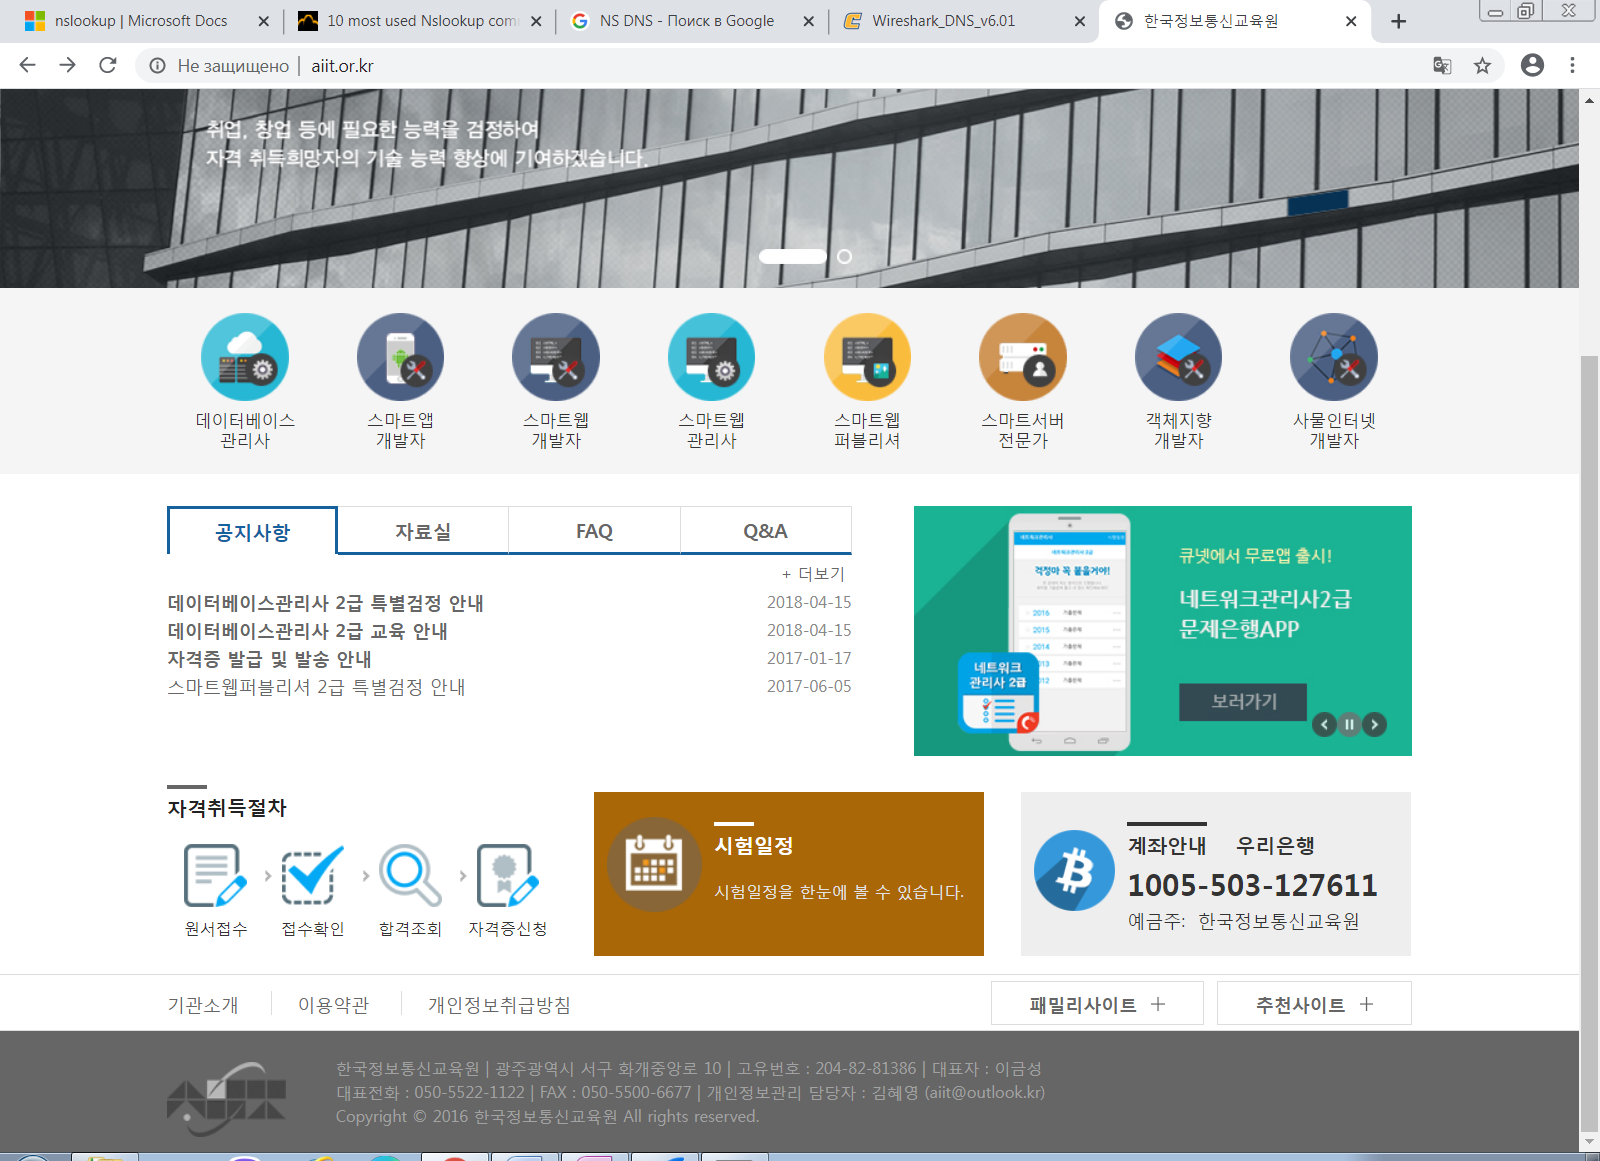 nslookup | Microsoft Docs
10 most used Nslookup com
NS DNS - Поиск в Google
Wireshark_DNS_v6.01
한국정보통신교육원
Не защищено
aiit.or.kr
취업, 창업 등에 필요한 능력을 검정하여
자격 취득희망자의 기술 능력 향상에 기여하겠습니다.
데이터베이스
관리사
스마트앱
개발자
스마트웹
개발자
스마트웹
관리사
스마트웹
퍼블리셔
스마트서버
전문가
객체지향
개발자
사물인터넷
개발자
공지사항
자료실
FAQ
Q&A
+ 더보기
데이터베이스관리사 2급 특별검정 안내 2018-04-15
데이터베이스관리사 2급 교육 안내 2018-04-15
자격증 발급 및 발송 안내 2017-01-17
스마트웹퍼블리셔 2급 특별검정 안내 2017-06-05
네트워크관리사 2급
걱정마 꼭 붙을거야!
2016
2015
2014
네트워크
관리사 2급
큐넷에서 무료앱 출시!
네트워크관리사2급
문제은행APP
보러가기
자격취득절차
원서접수
접수확인
합격조회
자격증신청
시험일정
시험일정을 한눈에 볼 수 있습니다.
계좌안내 우리은행
1005-503-127611
예금주: 한국정보통신교육원
기관소개
이용약관
개인정보취급방침
패밀리사이트 +
추천사이트 +
한국정보통신교육원 | 광주광역시 서구 화개중앙로 10 | 고유번호 : 204-82-81386 | 대표자 : 이금성
대표전화 : 050-5522-1122 | FAX : 050-5500-6677 | 개인정보관리 담당자 : 김혜영 (aiit@outlook.kr)
Copyright © 2016 한국정보통신교육원 All rights reserved.